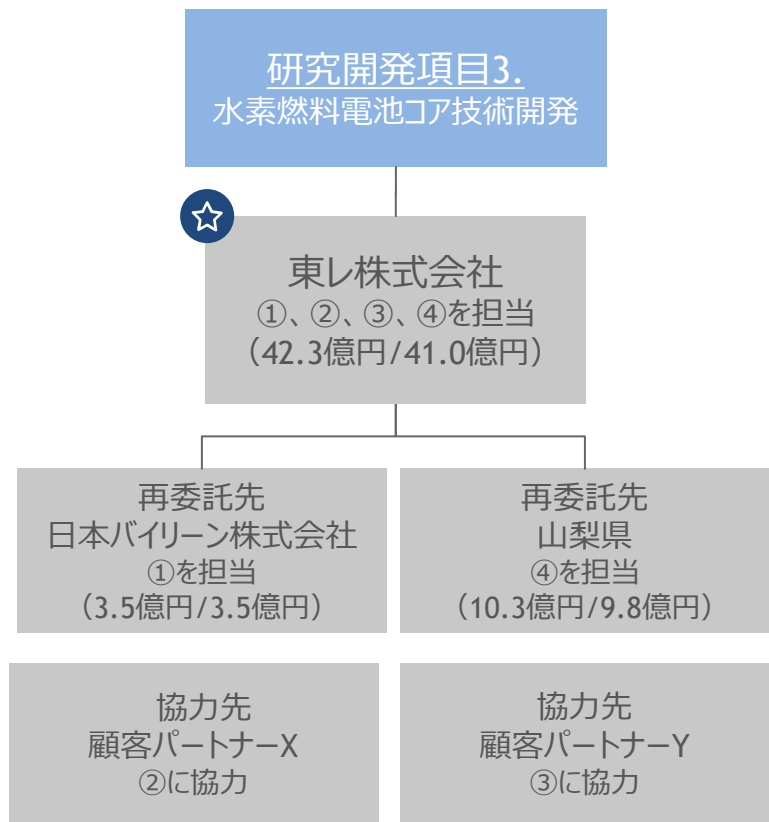 研究開発項目3.
水素燃料電池コア技術開発
東レ株式会社
①、②、③、④を担当
（42.3億円/41.0億円）
再委託先
日本バイリーン株式会社
①を担当
（3.5億円/3.5億円）
再委託先
山梨県
④を担当
（10.3億円/9.8億円）
協力先
顧客パートナーX
②に協力
協力先
顧客パートナーY
③に協力